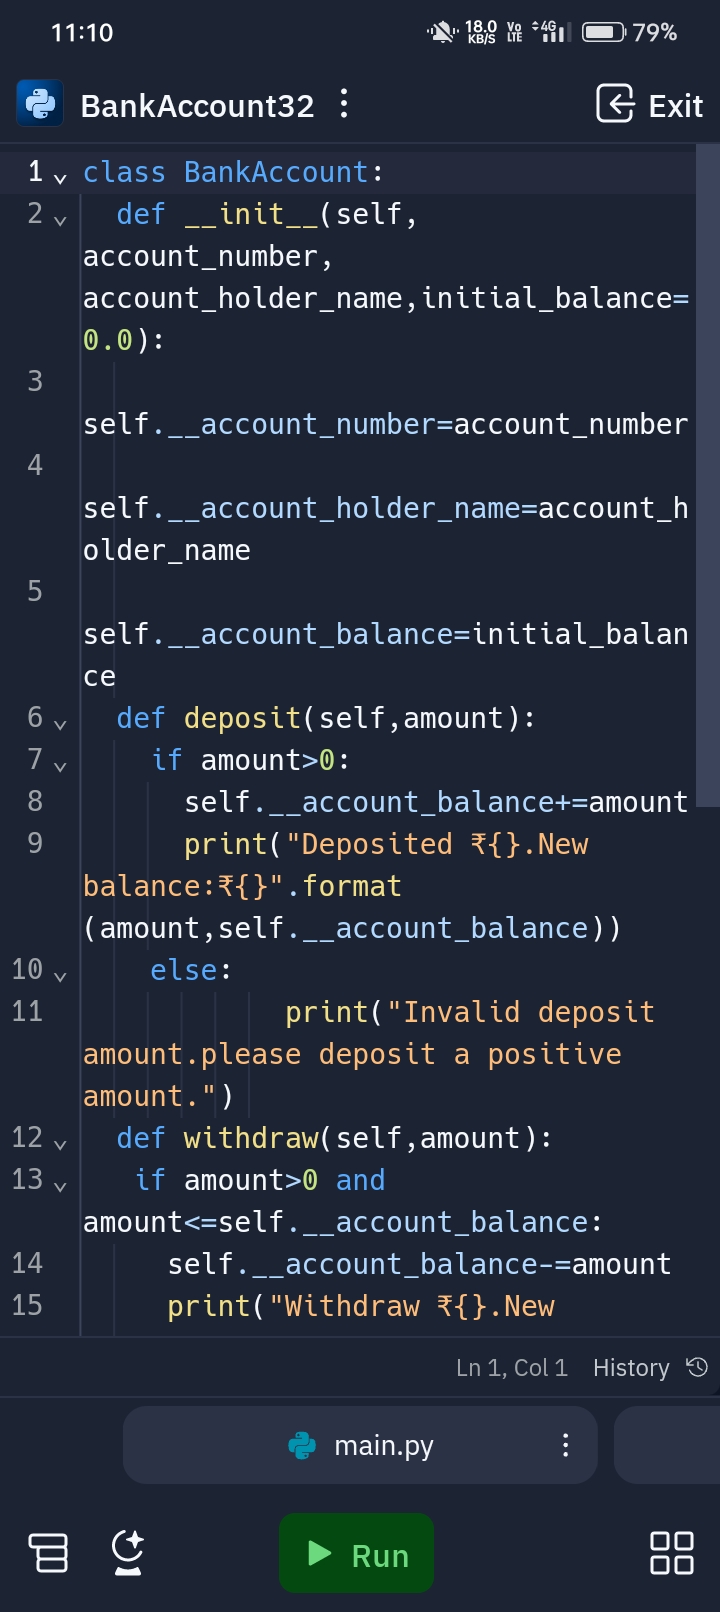 11:10
18.0 KB/S Vo LTE 4G 79%
BankAccount32
Exit
1 class BankAccount:
2 def __init__(self,
account_number,
account_holder_name,initial_balance=
0.0):
3
self.__account_number=account_number
4
self.__account_holder_name=account_h
older_name
5
self.__account_balance=initial_balan
ce
6 def deposit(self,amount):
7 if amount>0:
8 self.__account_balance+=amount
9 print("Deposited ₹{}.New
balance:₹{}".format
(amount,self.__account_balance))
10 else:
11 print("Invalid deposit
amount.please deposit a positive
amount.")
12 def withdraw(self,amount):
13 if amount>0 and
amount<=self.__account_balance:
14 self.__account_balance-=amount
15 print("Withdraw ₹{}.New
Ln 1, Col 1 History
main.py
Run